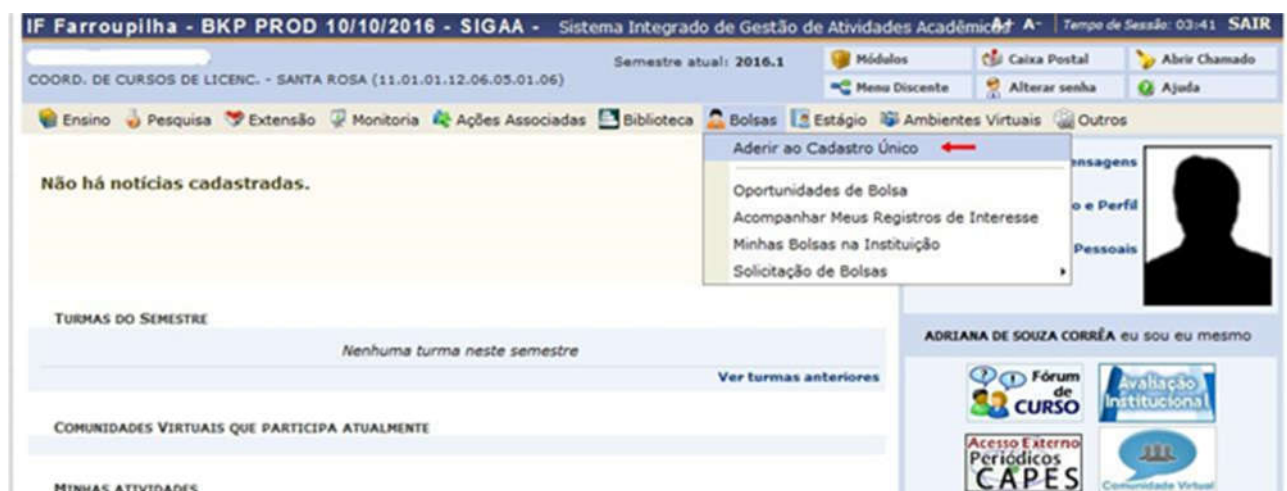 IF Farroupilha - BKP PROD 10/10/2016 - SIGAA - Sistema Integrado de Gestão de Atividades Acadêmicas A+ A- Tempo de Sessão: 03:41 SAIR
Semestre atual: 2016.1 Módulos Caixa Postal Abrir Chamado
COORD. DE CURSOS DE LICENC. - SANTA ROSA (11.01.01.12.06.05.01.06)
Menu Discente Alterar senha Ajuda
Ensino Pesquisa Extensão Monitoria Ações Associadas Biblioteca Bolsas Estágio Ambientes Virtuais Outros
Aderir ao Cadastro Único
Oportunidades de Bolsa
Acompanhar Meus Registros de Interesse
Minhas Bolsas na Instituição
Solicitação de Bolsas
ensagens
o e Perfil
Pessoais
Não há notícias cadastradas.
TURMAS DO SEMESTRE
Nenhuma turma neste semestre
Ver turmas anteriores
COMUNIDADES VIRTUAIS QUE PARTICIPA ATUALMENTE
MINHAS ATIVIDADES
ADRIANA DE SOUZA CORRÊA eu sou eu mesmo
Fórum
de
CURSO
Avaliação
Institucional
Acesso Externo
Periódicos
CAPES
Comunidade Virtual